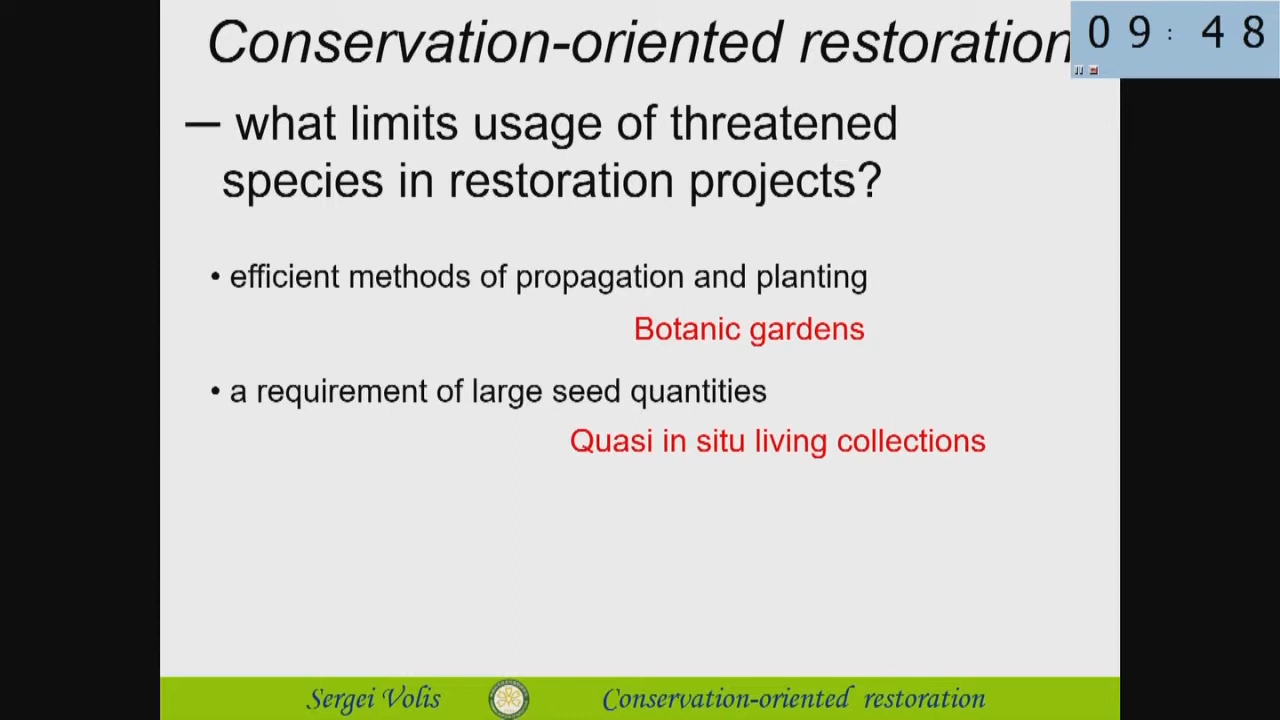 Conservation-oriented restoration
09: 48
— what limits usage of threatened
species in restoration projects?
• efficient methods of propagation and planting
Botanic gardens
• a requirement of large seed quantities
Quasi in situ living collections
Sergei Volis
Conservation-oriented restoration